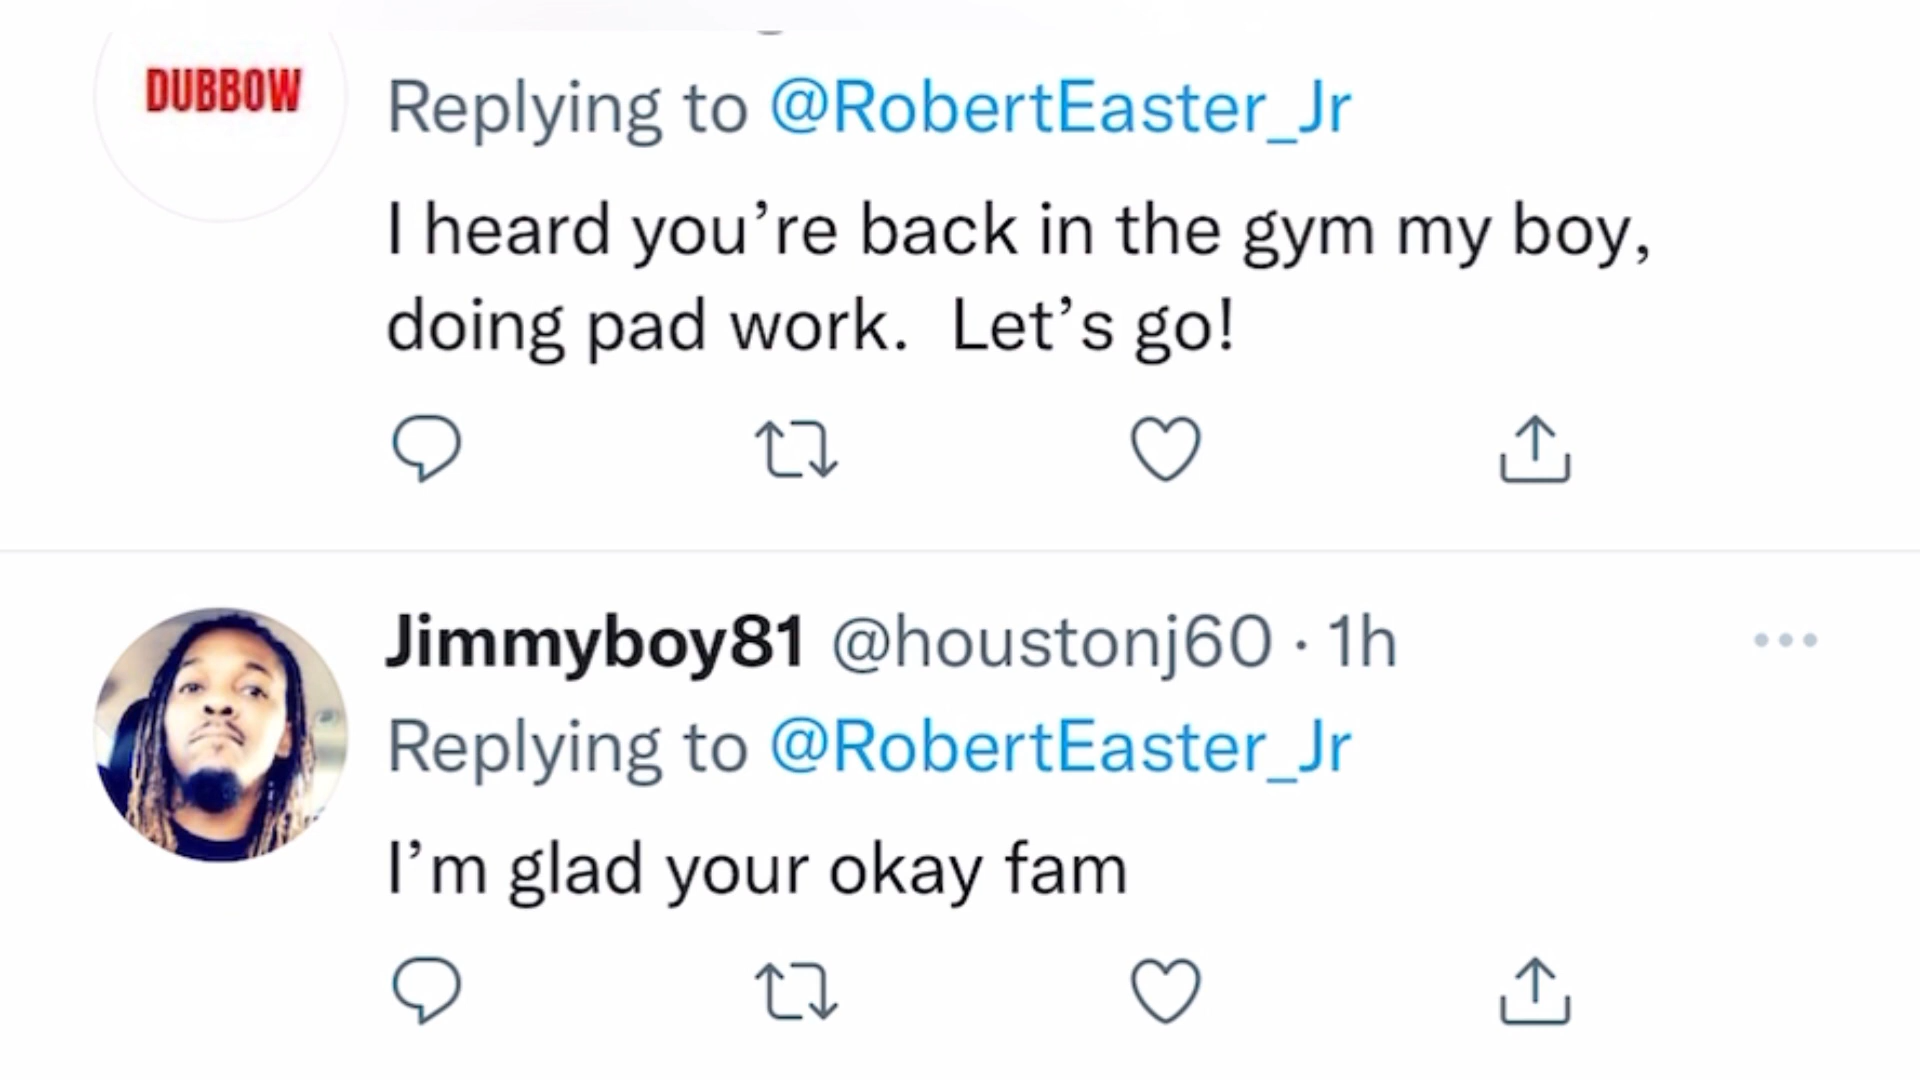 DUBBOW
Replying to @RobertEaster_Jr
I heard you’re back in the gym my boy,
doing pad work.  Let’s go!
Jimmyboy81 @houstonj60 · 1h
Replying to @RobertEaster_Jr
I’m glad your okay fam